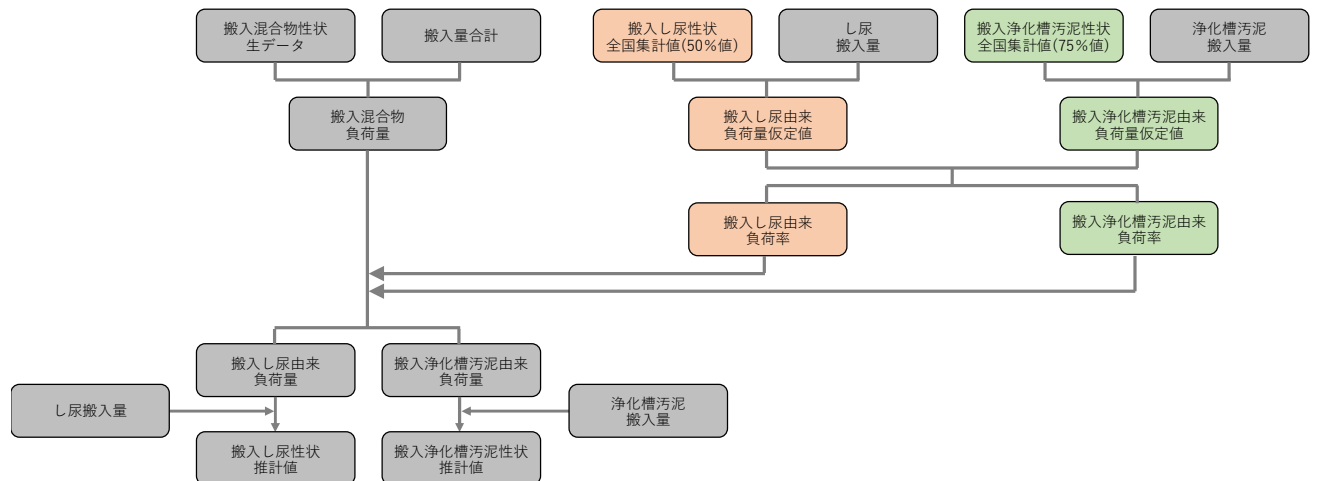 搬入混合物性状
生データ
搬入量合計
搬入し尿性状
全国集計値(50%値)
し尿
搬入量
搬入浄化槽汚泥性状
全国集計値(75%値)
浄化槽汚泥
搬入量
搬入混合物
負荷量
搬入し尿由来
負荷量仮定値
搬入浄化槽汚泥由来
負荷量仮定値
搬入し尿由来
負荷率
搬入浄化槽汚泥由来
負荷率
搬入し尿由来
負荷量
搬入浄化槽汚泥由来
負荷量
し尿搬入量
浄化槽汚泥
搬入量
搬入し尿性状
推計値
搬入浄化槽汚泥性状
推計値